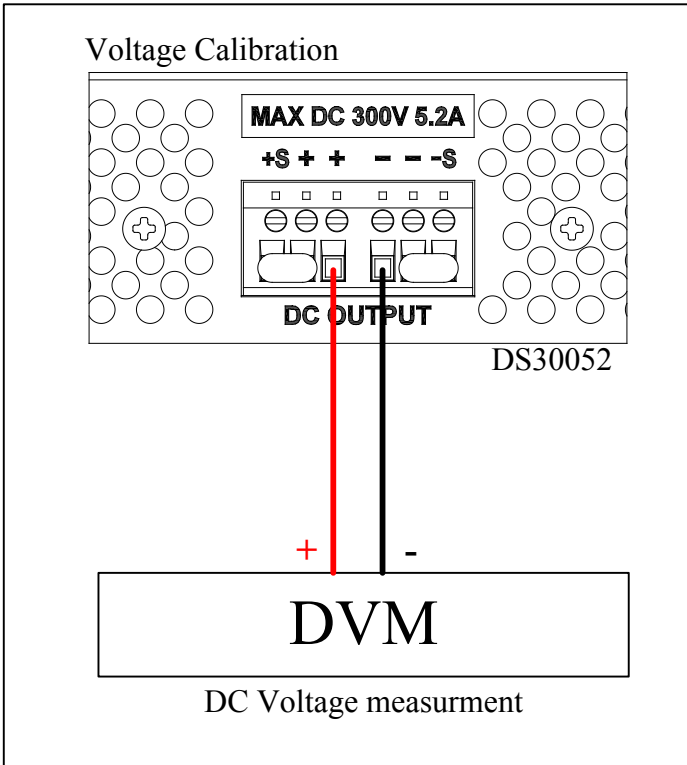 Voltage Calibration
MAX DC 300V 5.2A
+S + + − − −S
DC OUTPUT
DS30052
+ -
DVM
DC Voltage measurment